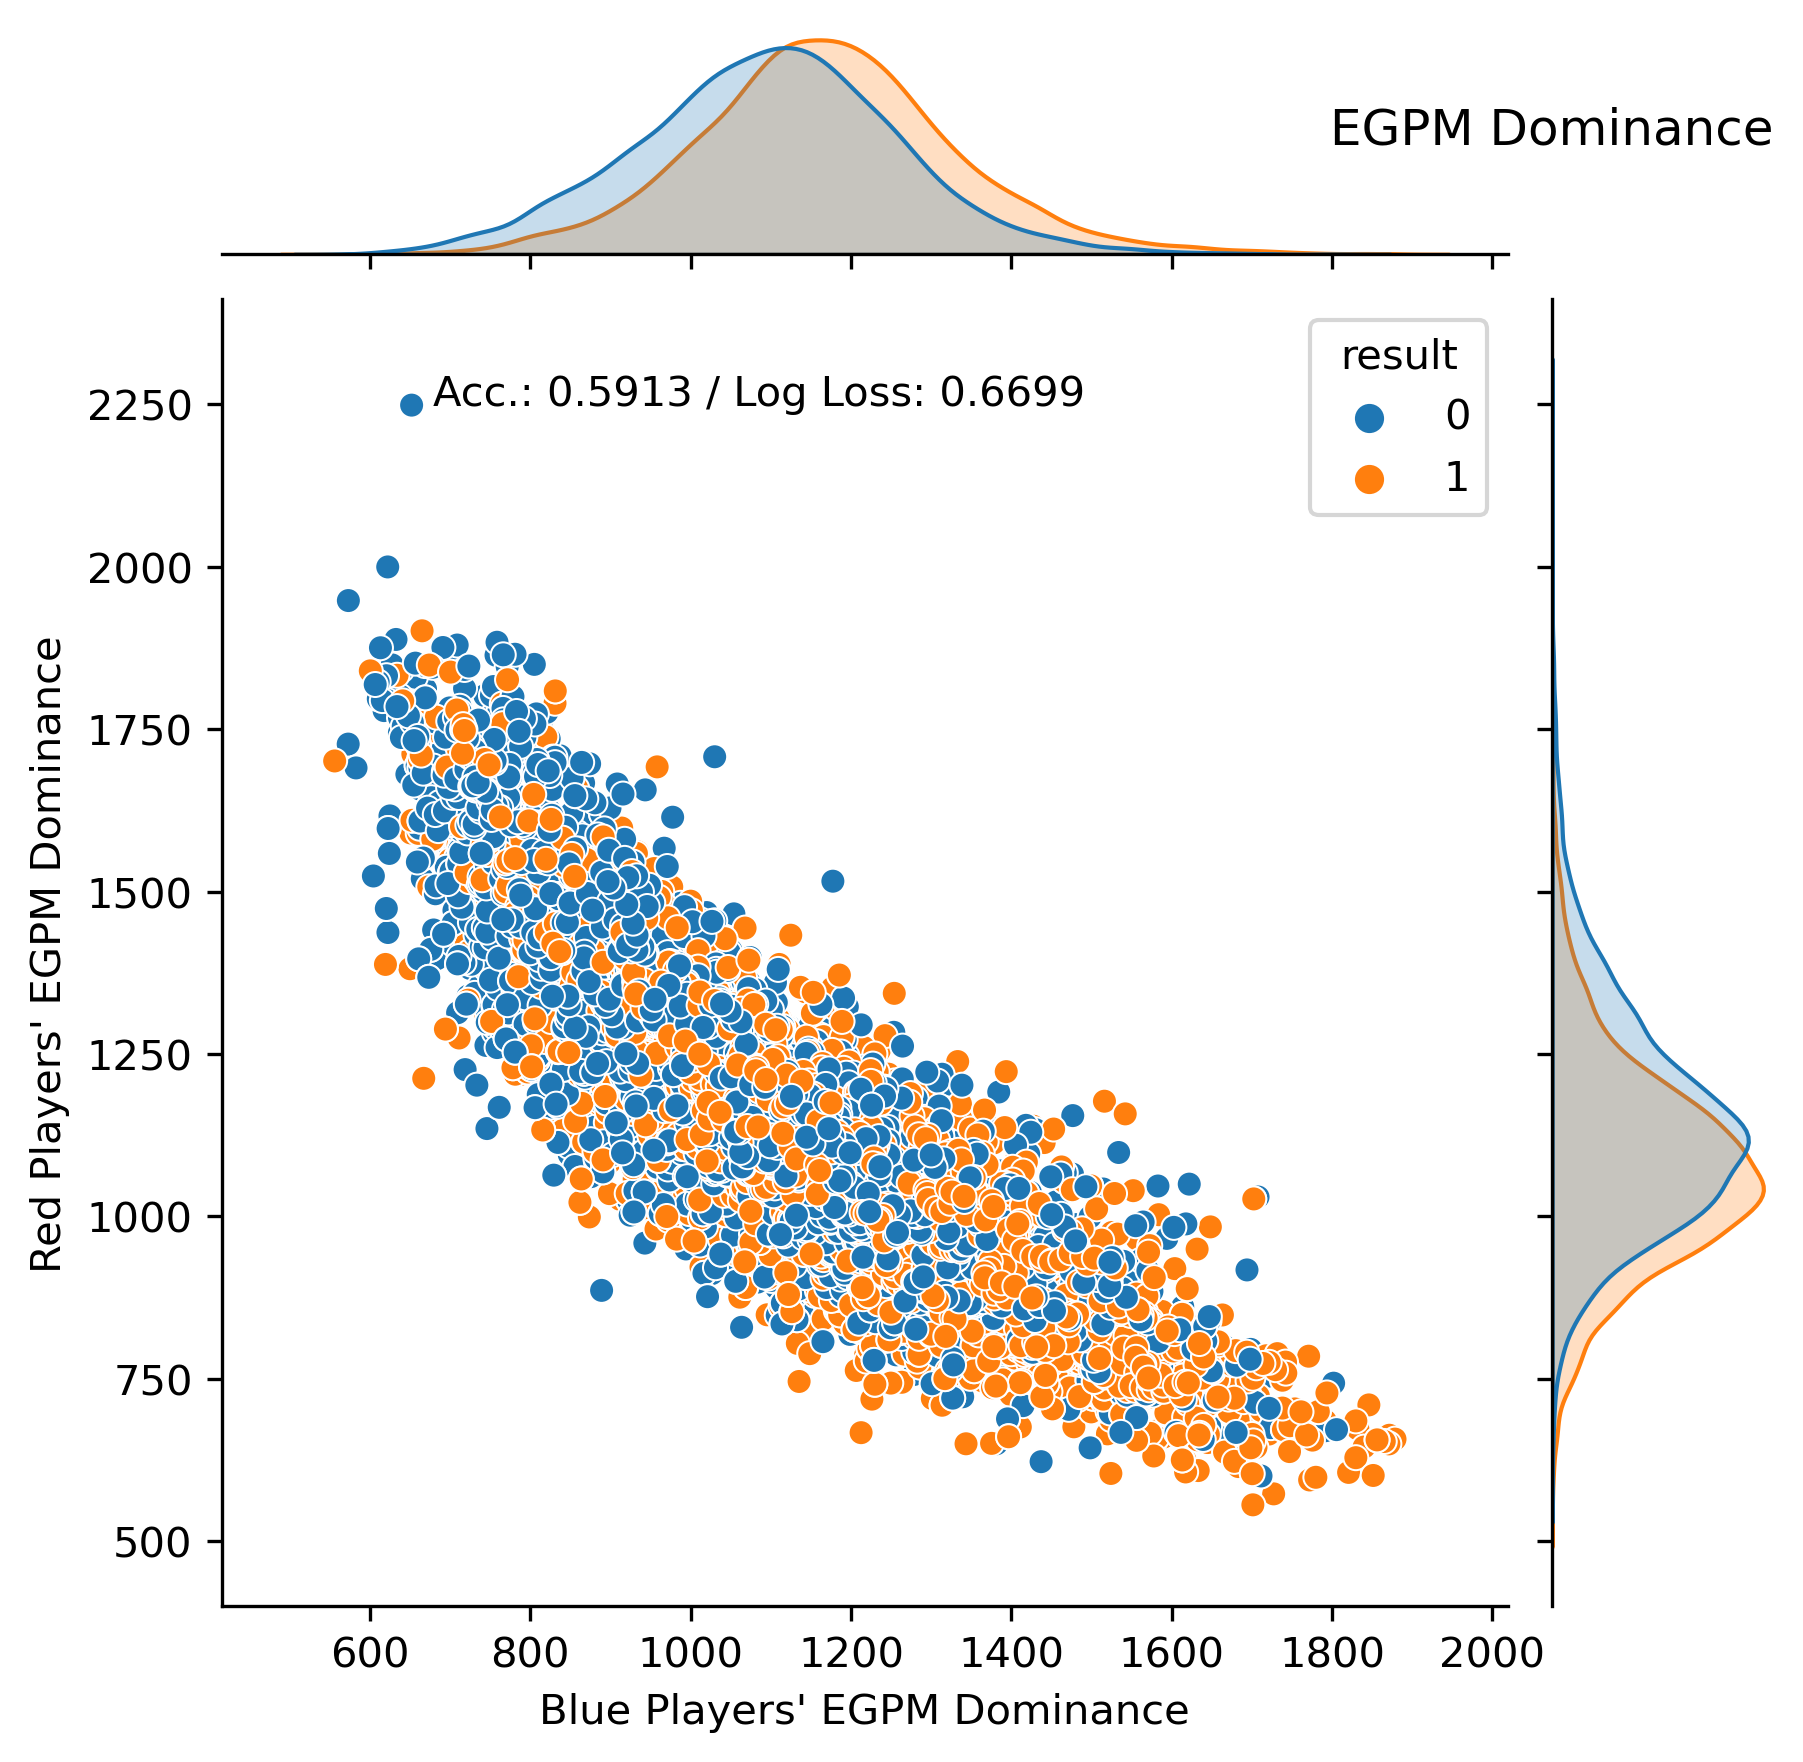 EGPM Dominance
Acc.: 0.5913 / Log Loss: 0.6699
result
0
1
2250
2000
1750
1500
1250
1000
750
500
Red Players' EGPM Dominance
600 800 1000 1200 1400 1600 1800 2000
Blue Players' EGPM Dominance